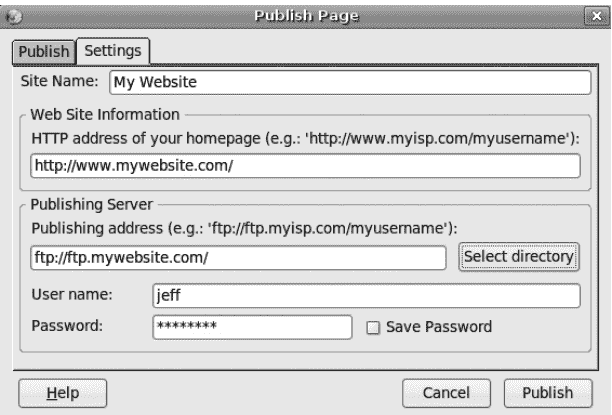 Publish Page
Publish Settings
Site Name: My Website
Web Site Information
HTTP address of your homepage (e.g.: 'http://www.myisp.com/myusername'):
http://www.mywebsite.com/
Publishing Server
Publishing address (e.g.: 'ftp://ftp.myisp.com/myusername'):
ftp://ftp.mywebsite.com/ Select directory
User name: jeff
Password: ******** Save Password
Help Cancel Publish